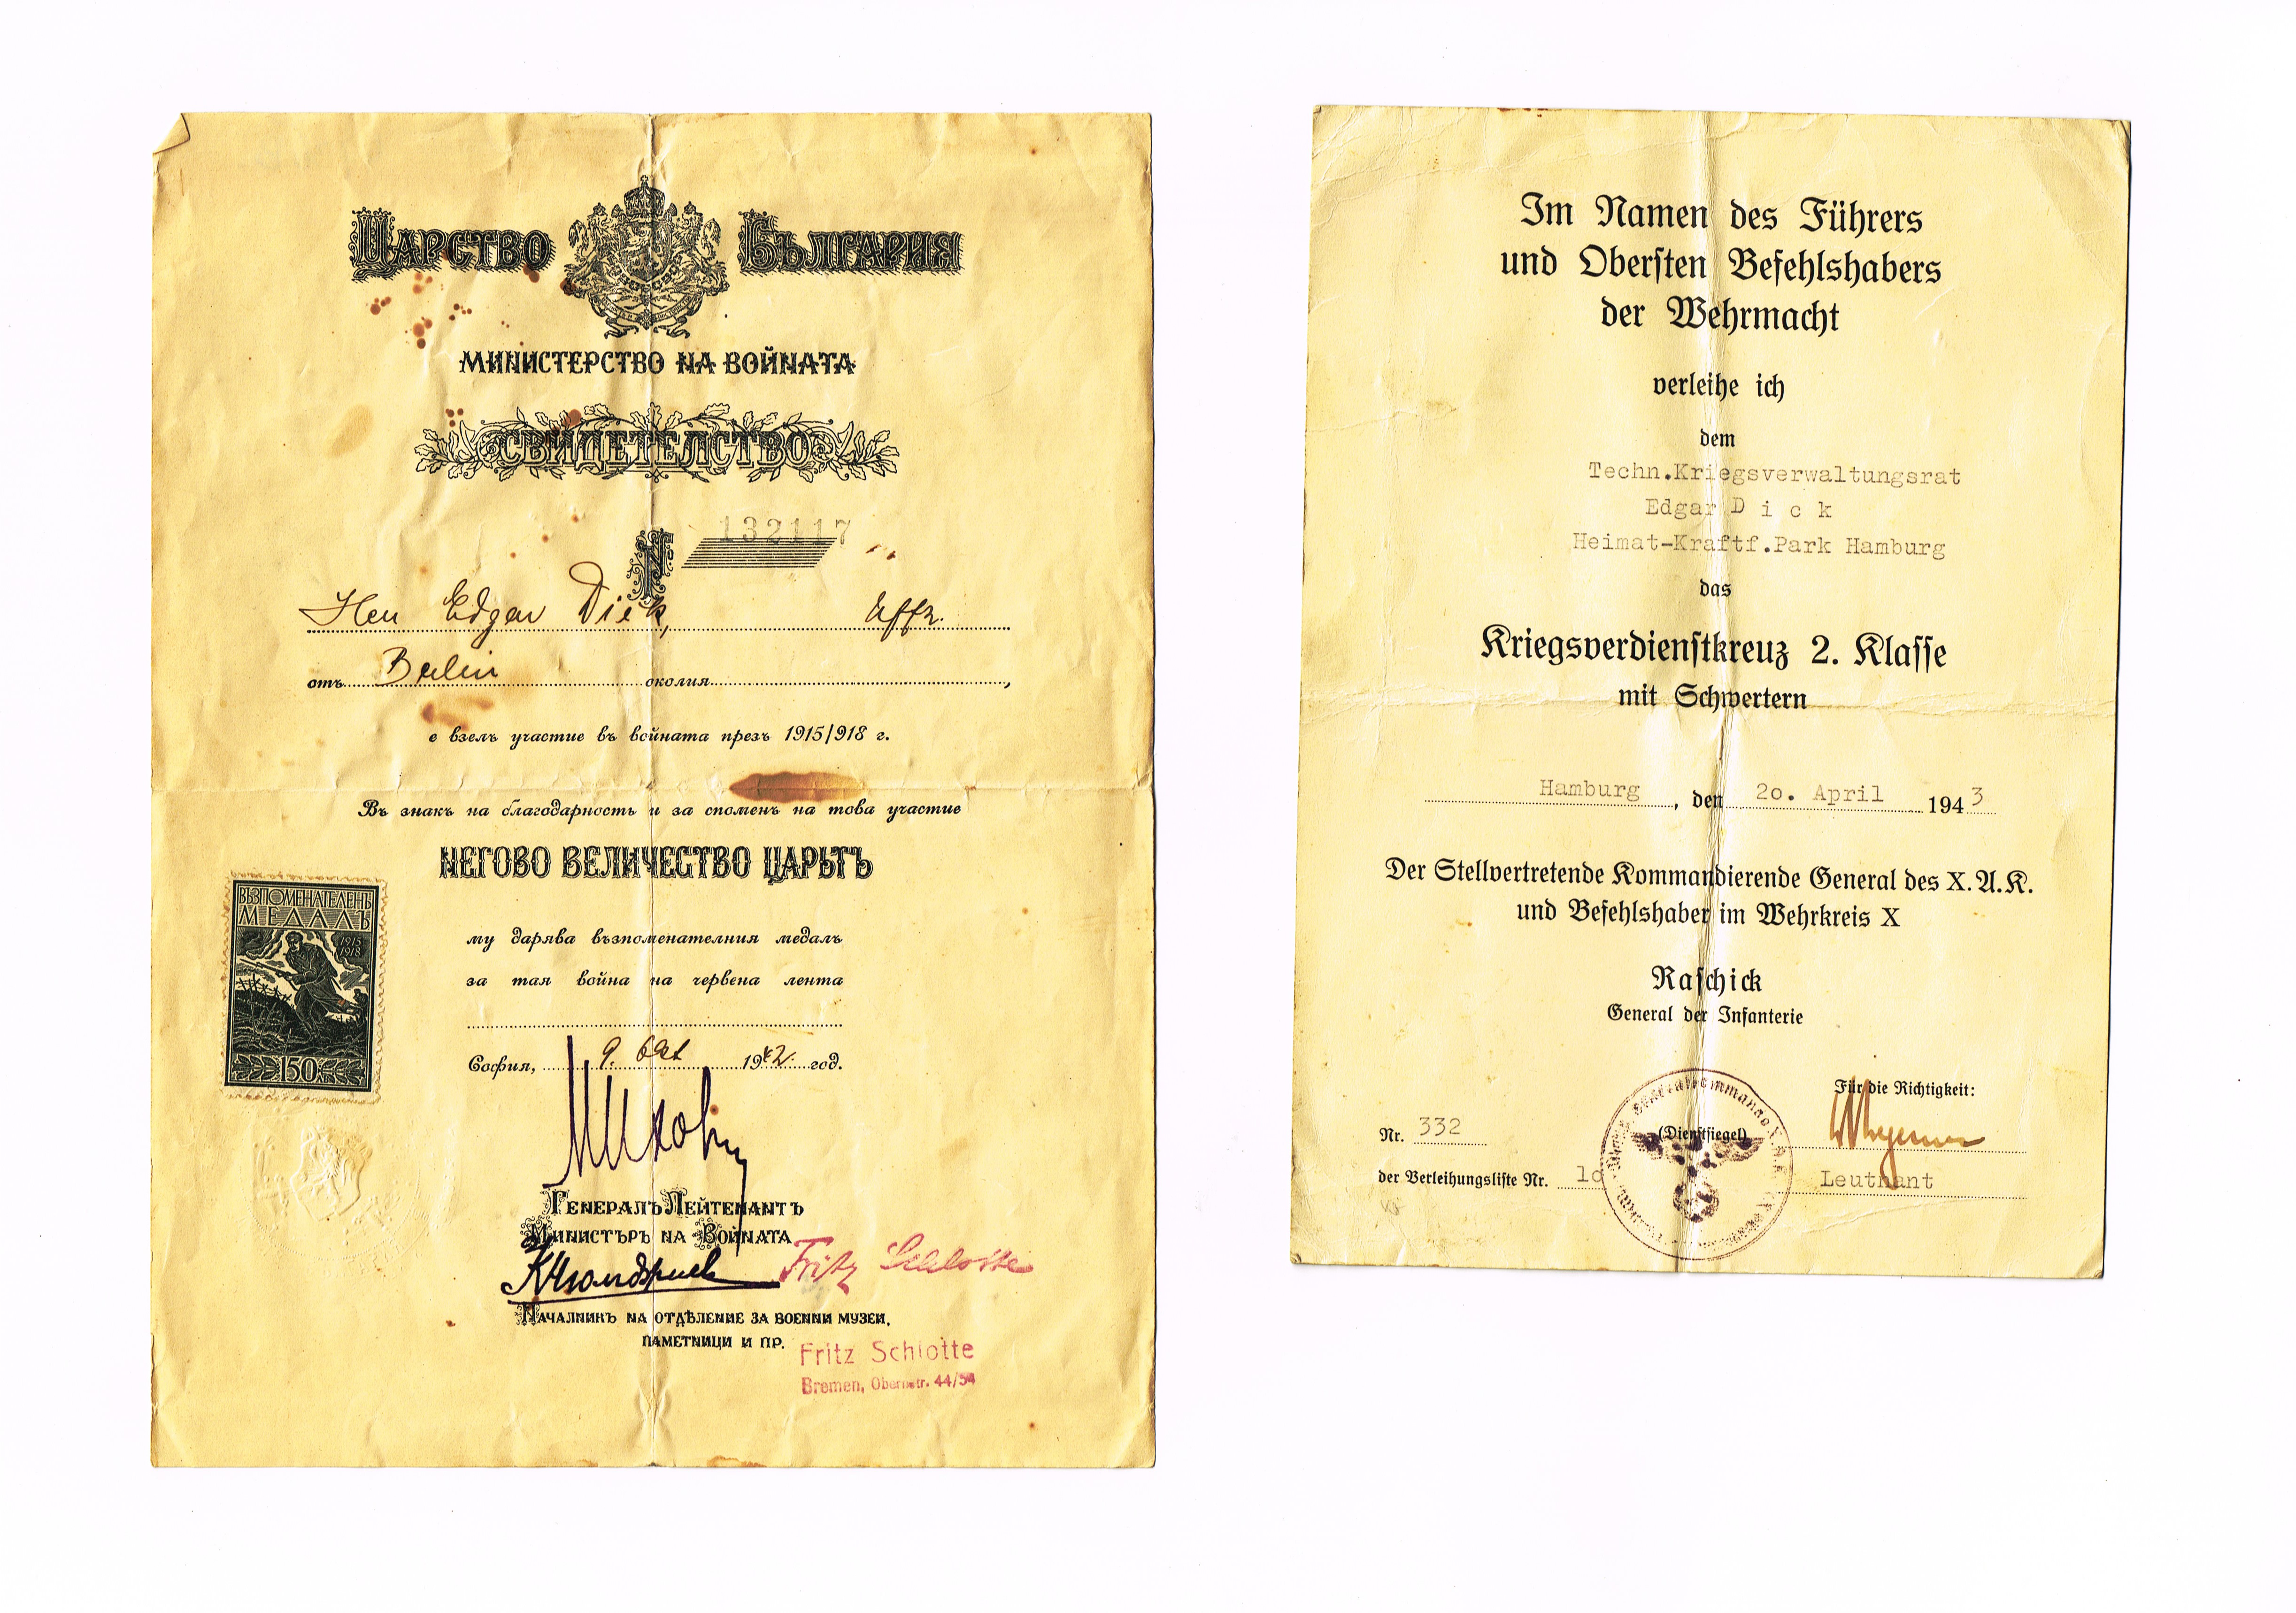 ЦАРСТВО БЪЛГАРИЯ
МИНИСТЕРСТВО НА ВОЙНАТА
СВИДЕТЕЛСТВО
№ 132117
Herr Edgar Dick, Uffz.
отъ Berlin околия ,
е взелъ участие въ войната презъ 1915/918 г.
Въ знакъ на благодарность и за споменъ на това участие
НЕГОВО ВЕЛИЧЕСТВО ЦАРЬТЪ
му дарява възпоменателния медалъ
за тая война на червена лента
София, 9. 1942 год.
ВЪЗПОМЕНАТЕЛЕНЪ
МЕДАЛЪ
1915
1918
150 ЛВ
ГЕНЕРАЛЪ ЛЕЙТЕНАНТЪ
МИНИСТЪРЪ НА ВОЙНАТА
Fritz Schlotte
НАЧАЛНИКЪ НА ОТДѢЛЕНИЕ ЗА ВОЕННИ МУЗЕИ,
ПАМЕТНИЦИ И ПР.
Fritz Schlotte
Bremen, Obernstr. 44/54
Im Namen des Führers
und Obersten Befehlshabers
der Wehrmacht
verleihe ich
dem
Techn.Kriegsverwaltungsrat
Edgar D i c k
Heimat-Kraftf.Park Hamburg
das
Kriegsverdienstkreuz 2. Klasse
mit Schwertern
Hamburg , den 20. April 1943
Der Stellvertretende Kommandierende General des X. A. K.
und Befehlshaber im Wehrkreis X
Raschick
General der Infanterie
Für die Richtigkeit:
Nr. 332
(Dienstsiegel)
der Verleihungsliste Nr. 10
Leutnant